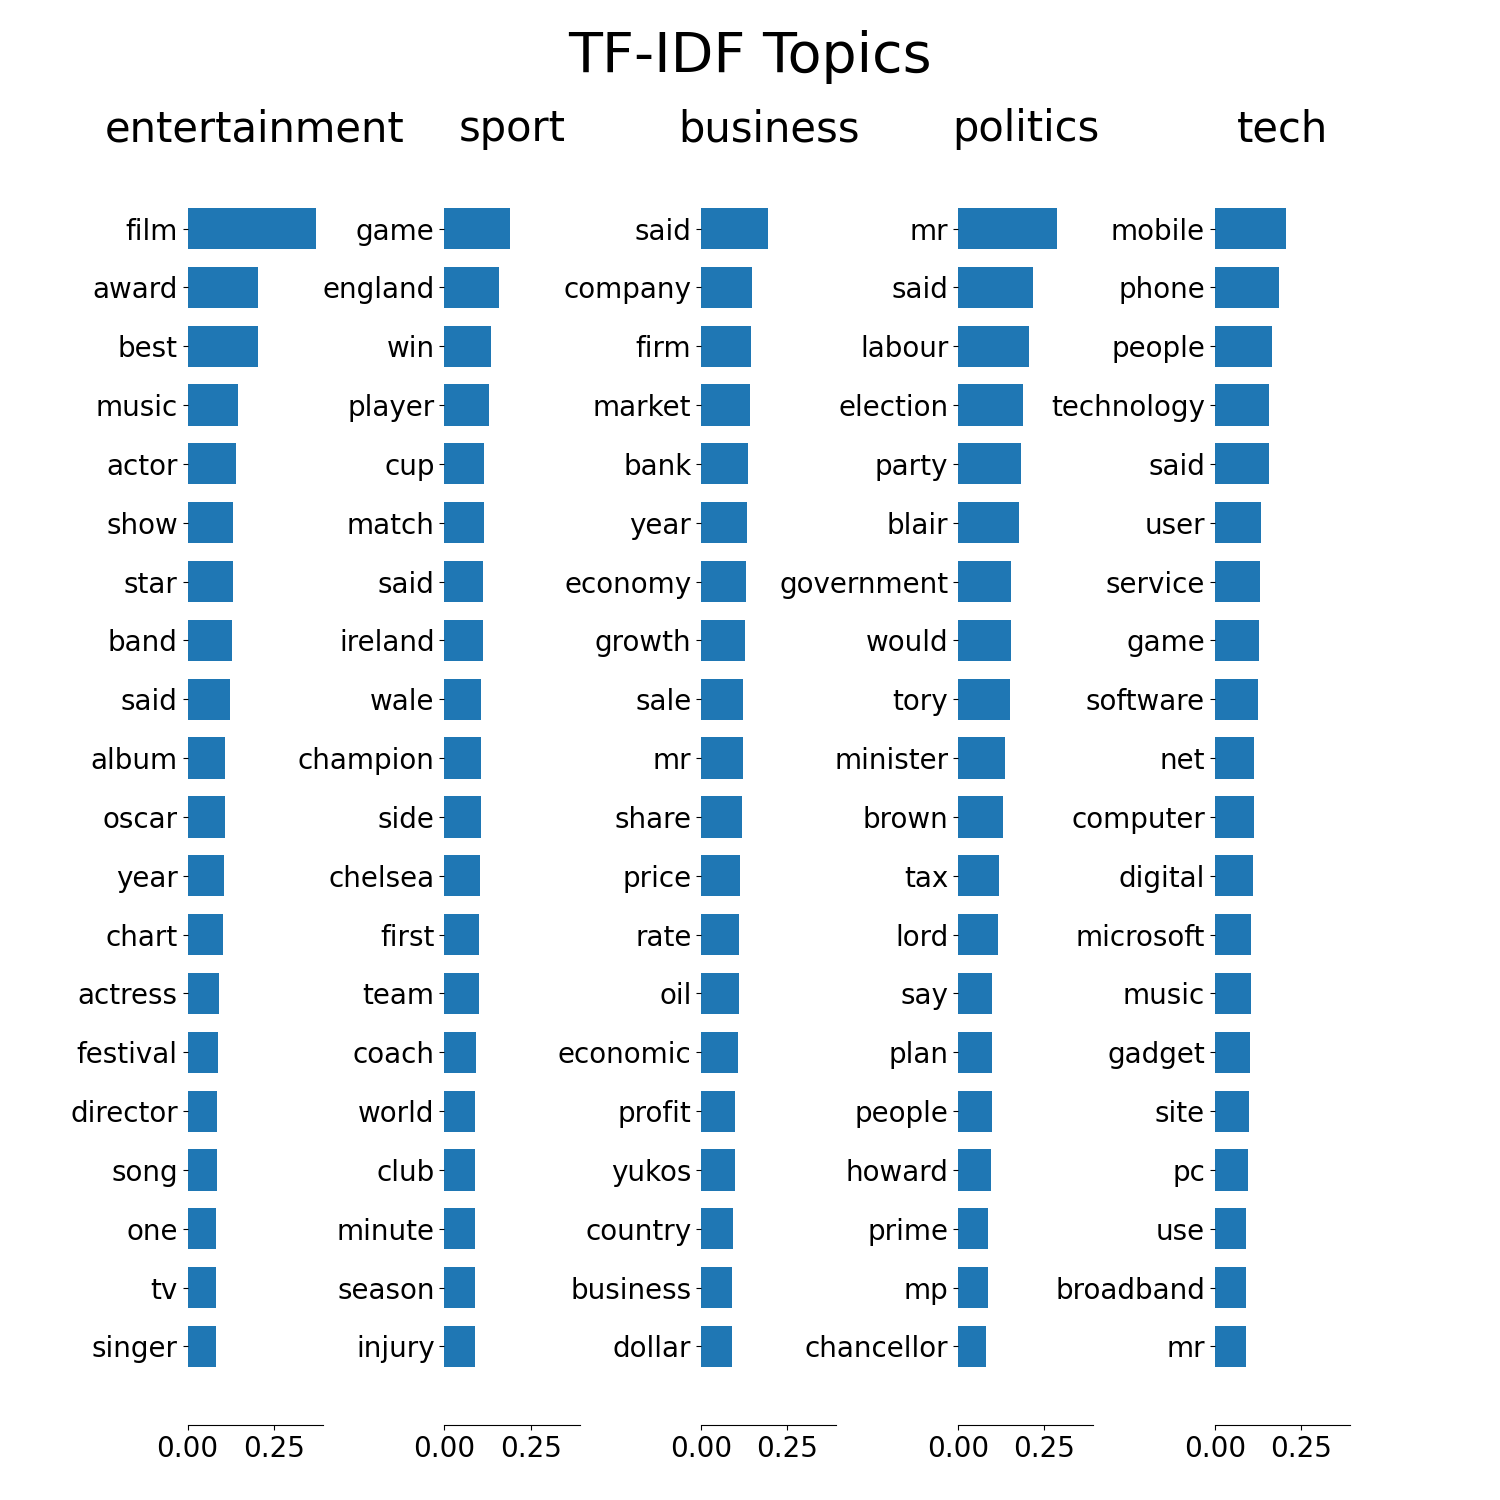 TF-IDF Topics
entertainment sport business politics tech
film game said mr mobile
award england company said phone
best win firm labour people
music player market election technology
actor cup bank party said
show match year blair user
star said economy government service
band ireland growth would game
said wale sale tory software
album champion mr minister net
oscar side share brown computer
year chelsea price tax digital
chart first rate lord microsoft
actress team oil say music
festival coach economic plan gadget
director world profit people site
song club yukos howard pc
one minute country prime use
tv season business mp broadband
singer injury dollar chancellor mr
0.00 0.25 0.00 0.25 0.00 0.25 0.00 0.25 0.00 0.25